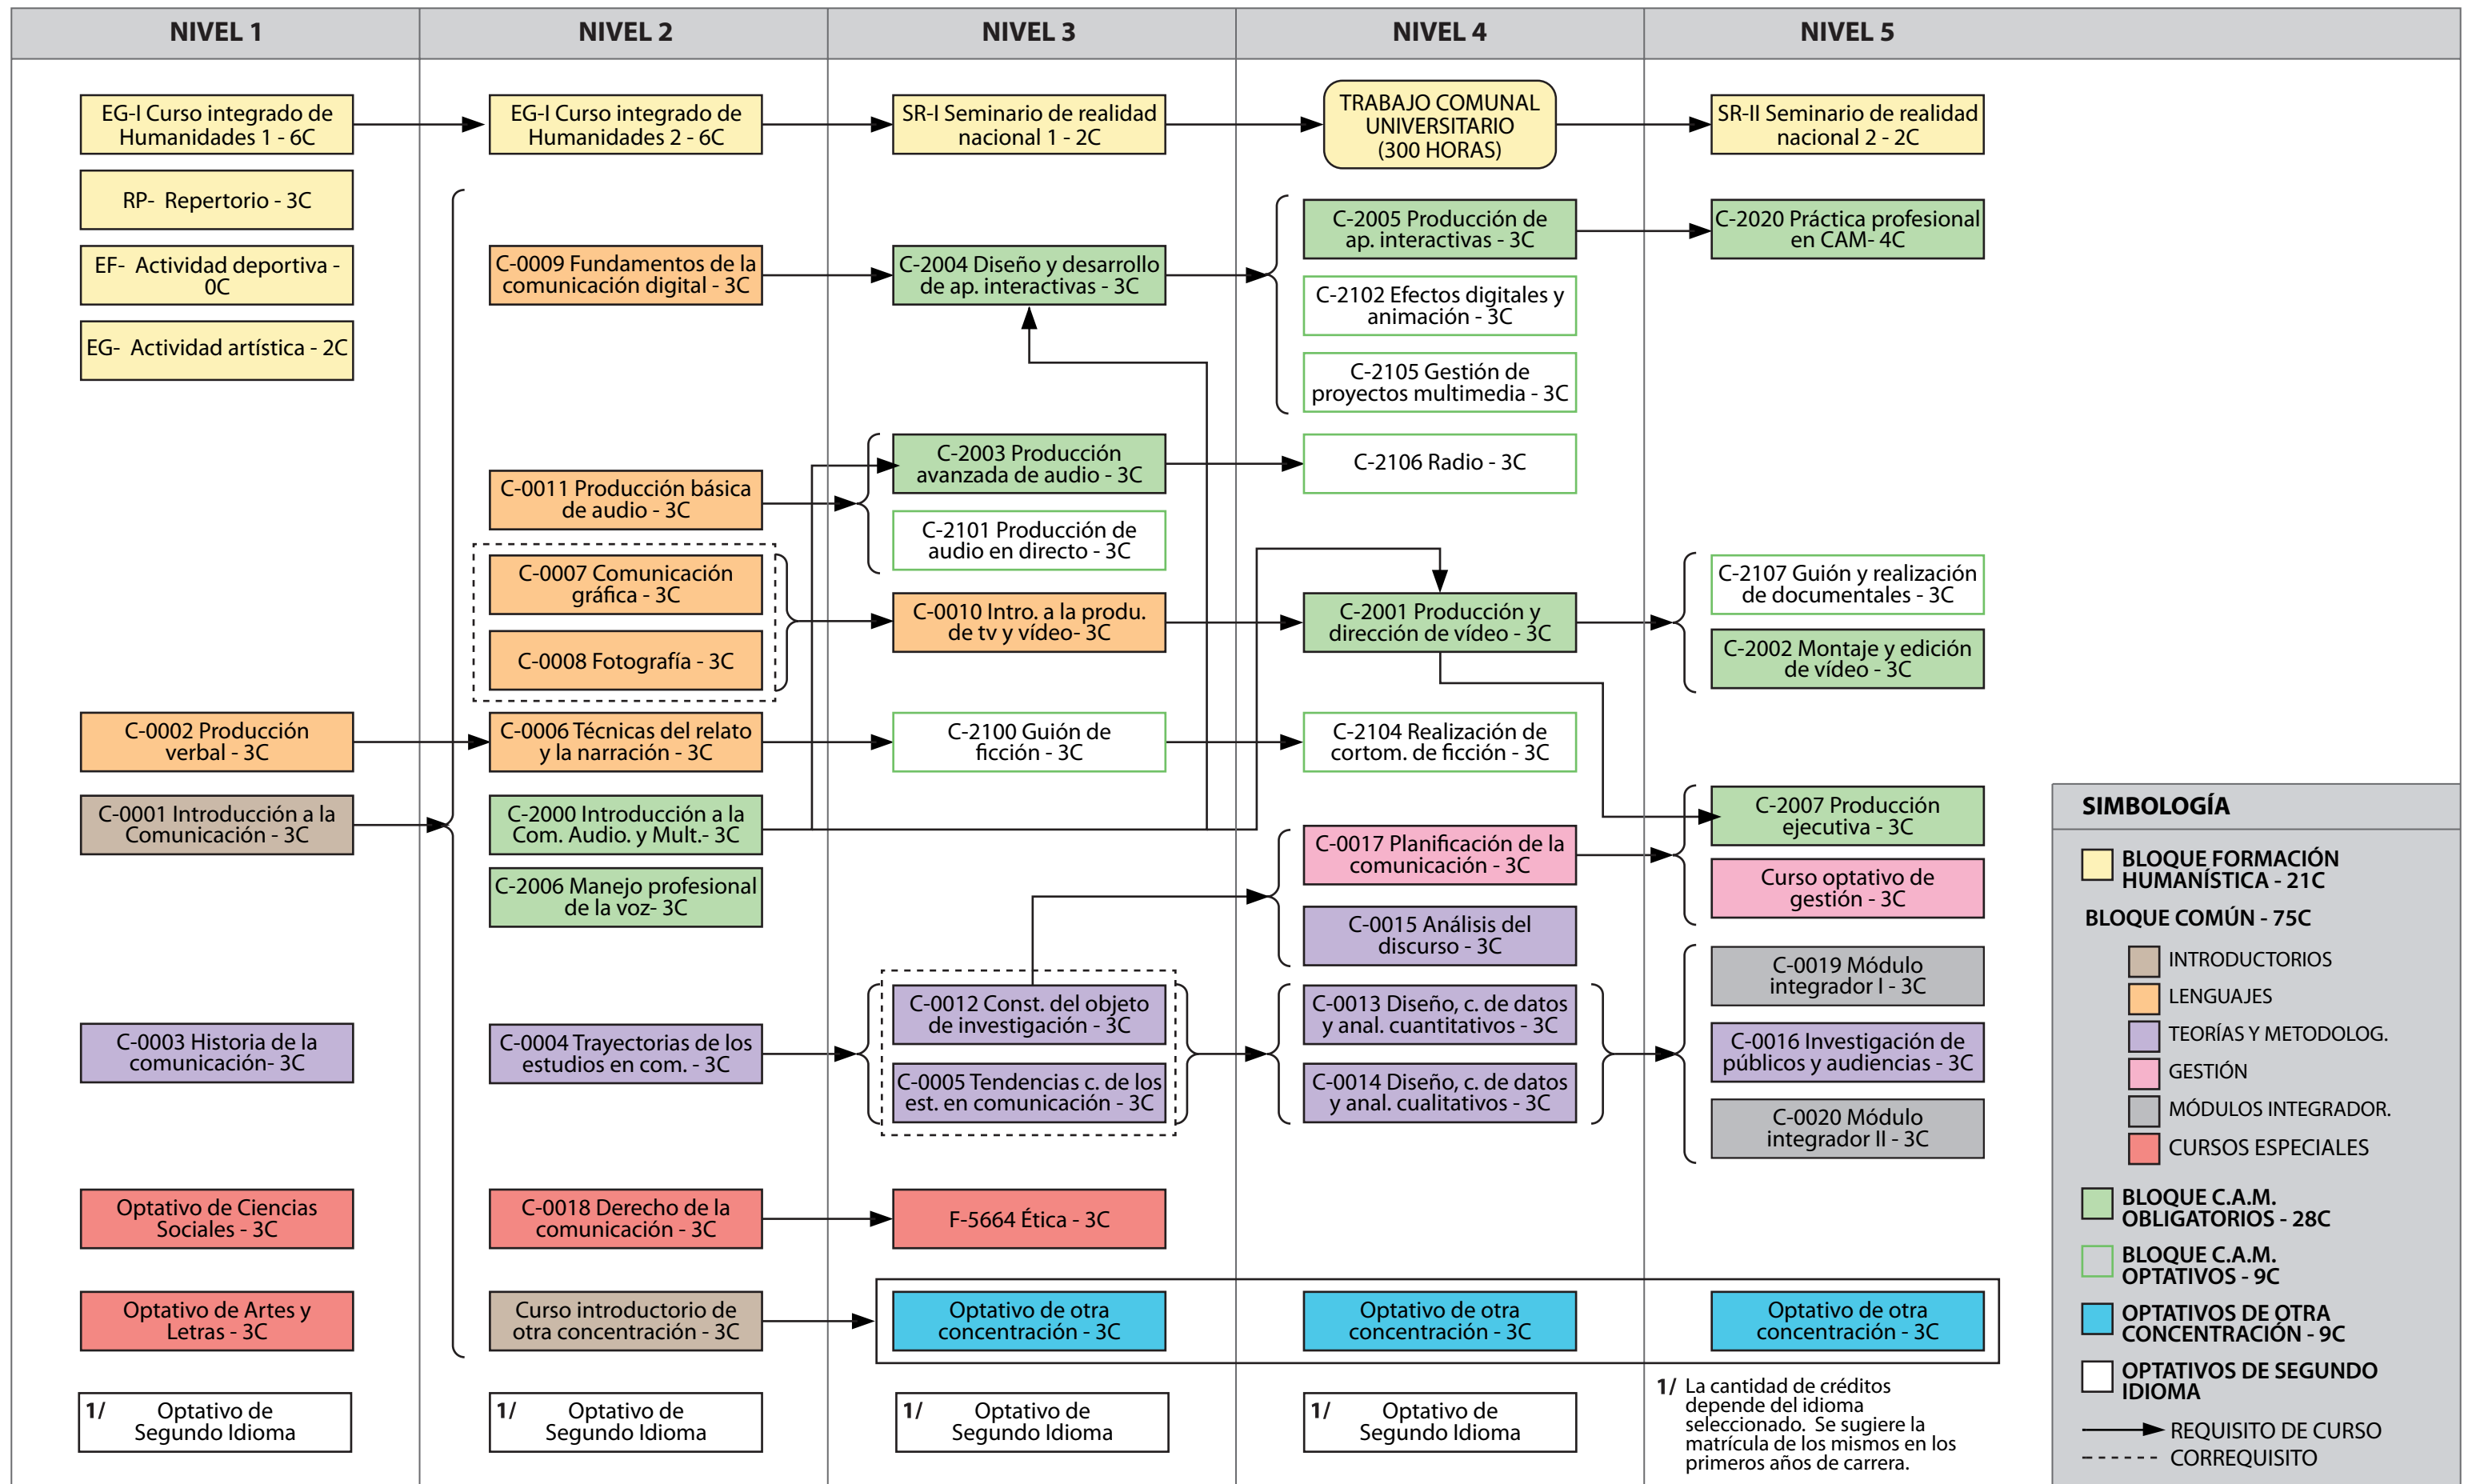 NIVEL 1
NIVEL 2
NIVEL 3
NIVEL 4
NIVEL 5
EG-I Curso integrado de
Humanidades 1 - 6C
RP-  Repertorio - 3C
EF-  Actividad deportiva -
0C
EG-  Actividad artística - 2C
C-0002 Producción
verbal - 3C
C-0001 Introducción a la
Comunicación - 3C
C-0003 Historia de la
comunicación- 3C
Optativo de Ciencias
Sociales - 3C
Optativo de Artes y
Letras - 3C
1/ Optativo de
Segundo Idioma
EG-I Curso integrado de
Humanidades 2 - 6C
C-0009 Fundamentos de la
comunicación digital - 3C
C-0011 Producción básica
de audio - 3C
C-0007 Comunicación
gráfica - 3C
C-0008 Fotografía - 3C
C-0006 Técnicas del relato
y la narración - 3C
C-2000 Introducción a la
Com. Audio. y Mult.- 3C
C-2006 Manejo profesional
de la voz- 3C
C-0004 Trayectorias de los
estudios en com. - 3C
C-0018 Derecho de la
comunicación - 3C
Curso introductorio de
otra concentración - 3C
1/ Optativo de
Segundo Idioma
SR-I Seminario de realidad
nacional 1 - 2C
C-2004 Diseño y desarrollo
de ap. interactivas - 3C
C-2003 Producción
avanzada de audio - 3C
C-2101 Producción de
audio en directo - 3C
C-0010 Intro. a la produ.
de tv y vídeo- 3C
C-2100 Guión de
ficción - 3C
C-0012 Const. del objeto
de investigación - 3C
C-0005 Tendencias c. de los
est. en comunicación - 3C
F-5664 Ética - 3C
Optativo de otra
concentración - 3C
1/ Optativo de
Segundo Idioma
TRABAJO COMUNAL
UNIVERSITARIO
(300 HORAS)
C-2005 Producción de
ap. interactivas - 3C
C-2102 Efectos digitales y
animación - 3C
C-2105 Gestión de
proyectos multimedia - 3C
C-2106 Radio - 3C
C-2001 Producción y
dirección de vídeo - 3C
C-2104 Realización de
cortom. de ficción - 3C
C-0017 Planificación de la
comunicación - 3C
C-0015 Análisis del
discurso - 3C
C-0013 Diseño, c. de datos
y anal. cuantitativos - 3C
C-0014 Diseño, c. de datos
y anal. cualitativos - 3C
Optativo de otra
concentración - 3C
1/ Optativo de
Segundo Idioma
SR-II Seminario de realidad
nacional 2 - 2C
C-2020 Práctica profesional
en CAM- 4C
C-2107 Guión y realización
de documentales - 3C
C-2002 Montaje y edición
de vídeo - 3C
C-2007 Producción
ejecutiva - 3C
Curso optativo de
gestión - 3C
C-0019 Módulo
integrador I - 3C
C-0016 Investigación de
públicos y audiencias - 3C
C-0020 Módulo
integrador II - 3C
Optativo de otra
concentración - 3C
1/ La cantidad de créditos
depende del idioma
seleccionado.  Se sugiere la
matrícula de los mismos en los
primeros años de carrera.
SIMBOLOGÍA
BLOQUE FORMACIÓN
HUMANÍSTICA - 21C
BLOQUE COMÚN - 75C
INTRODUCTORIOS
LENGUAJES
TEORÍAS Y METODOLOG.
GESTIÓN
MÓDULOS INTEGRADOR.
CURSOS ESPECIALES
BLOQUE C.A.M.
OBLIGATORIOS - 28C
BLOQUE C.A.M.
OPTATIVOS - 9C
OPTATIVOS DE OTRA
CONCENTRACIÓN - 9C
OPTATIVOS DE SEGUNDO
IDIOMA
REQUISITO DE CURSO
CORREQUISITO